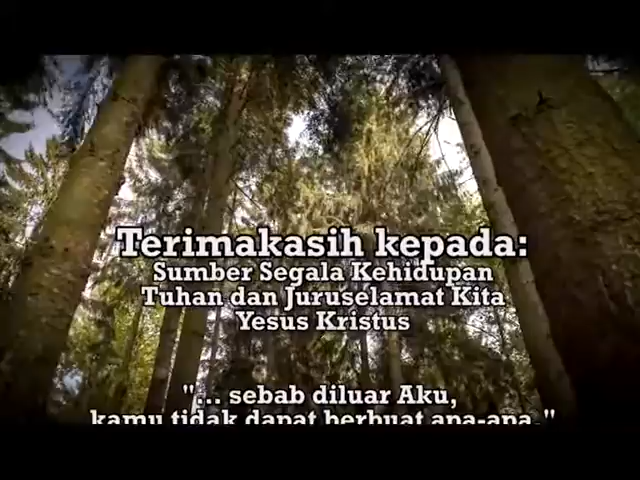 Terimakasih kepada:
Sumber Segala Kehidupan
Tuhan dan Juruselamat Kita
Yesus Kristus
"... sebab diluar Aku,
kamu tidak dapat berbuat apa-apa."